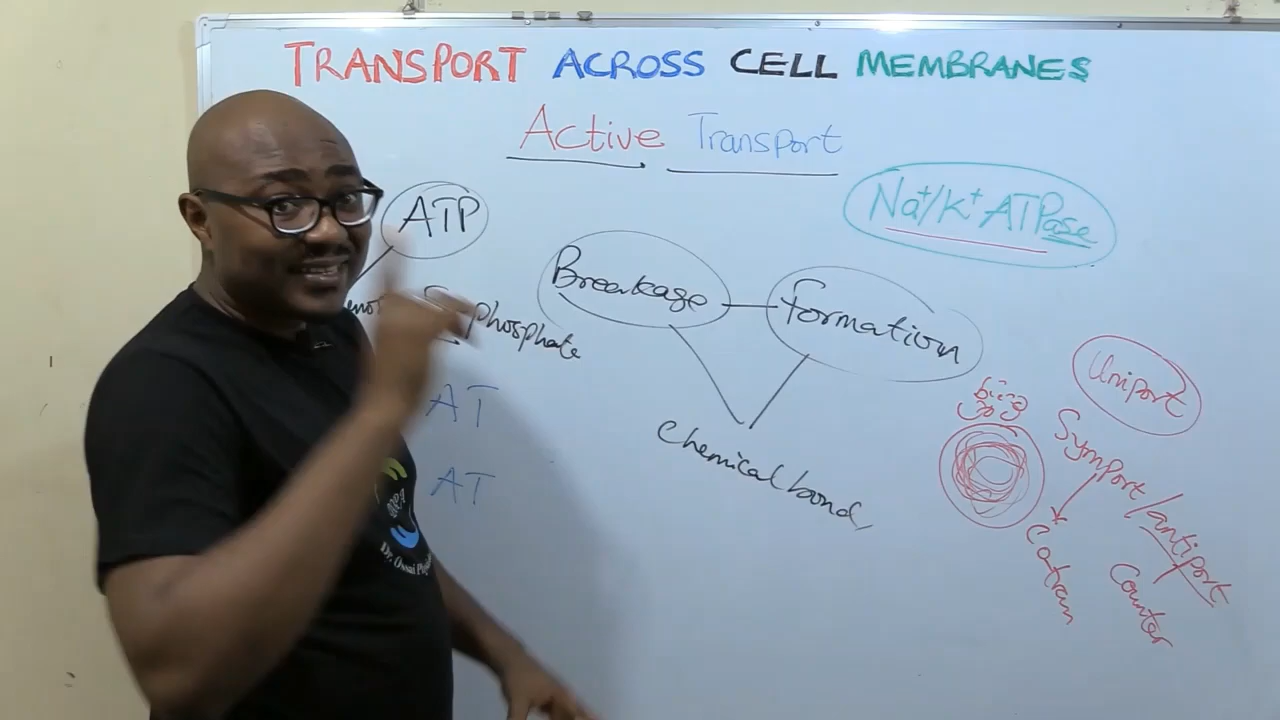 TRANSPORT ACROSS CELL MEMBRANES
Active Transport
ATP
Na+/K+ ATPase
Breakage
Formation
phosphate
Uniport
AT
Symport/antiport
Chemical bond,
AT
Counter